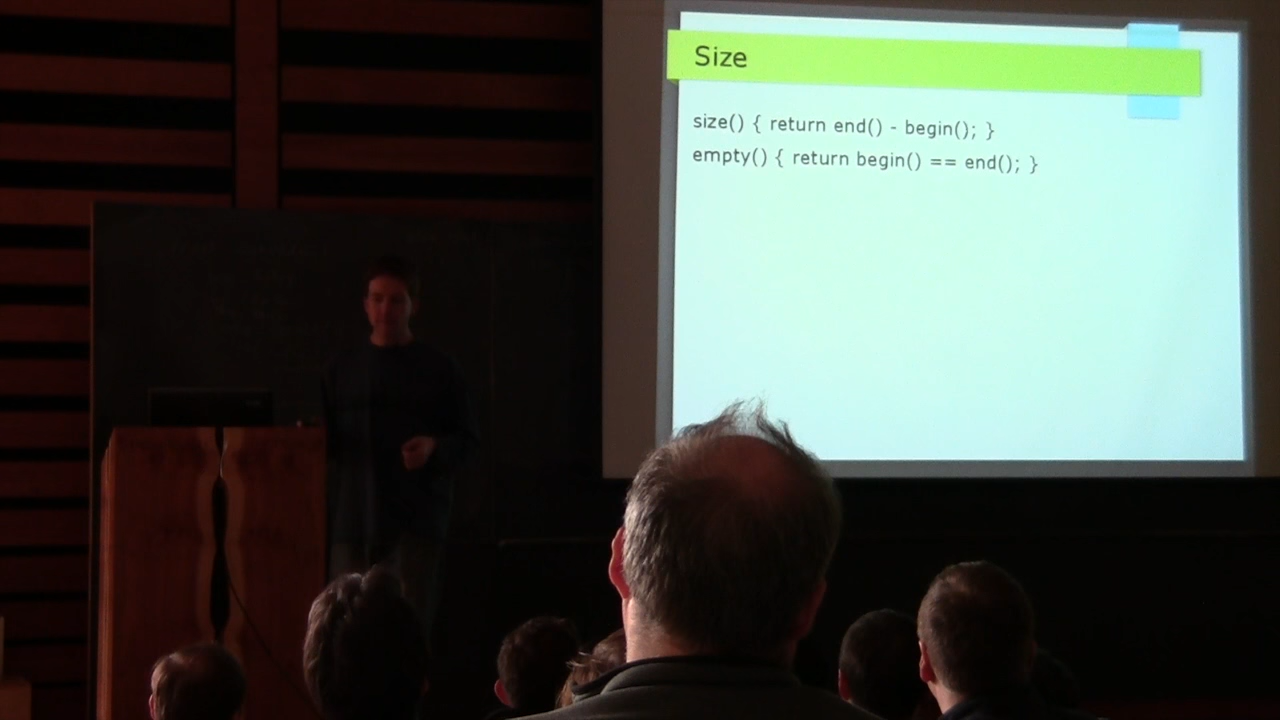 Size
size() { return end() - begin(); }
empty() { return begin() == end(); }